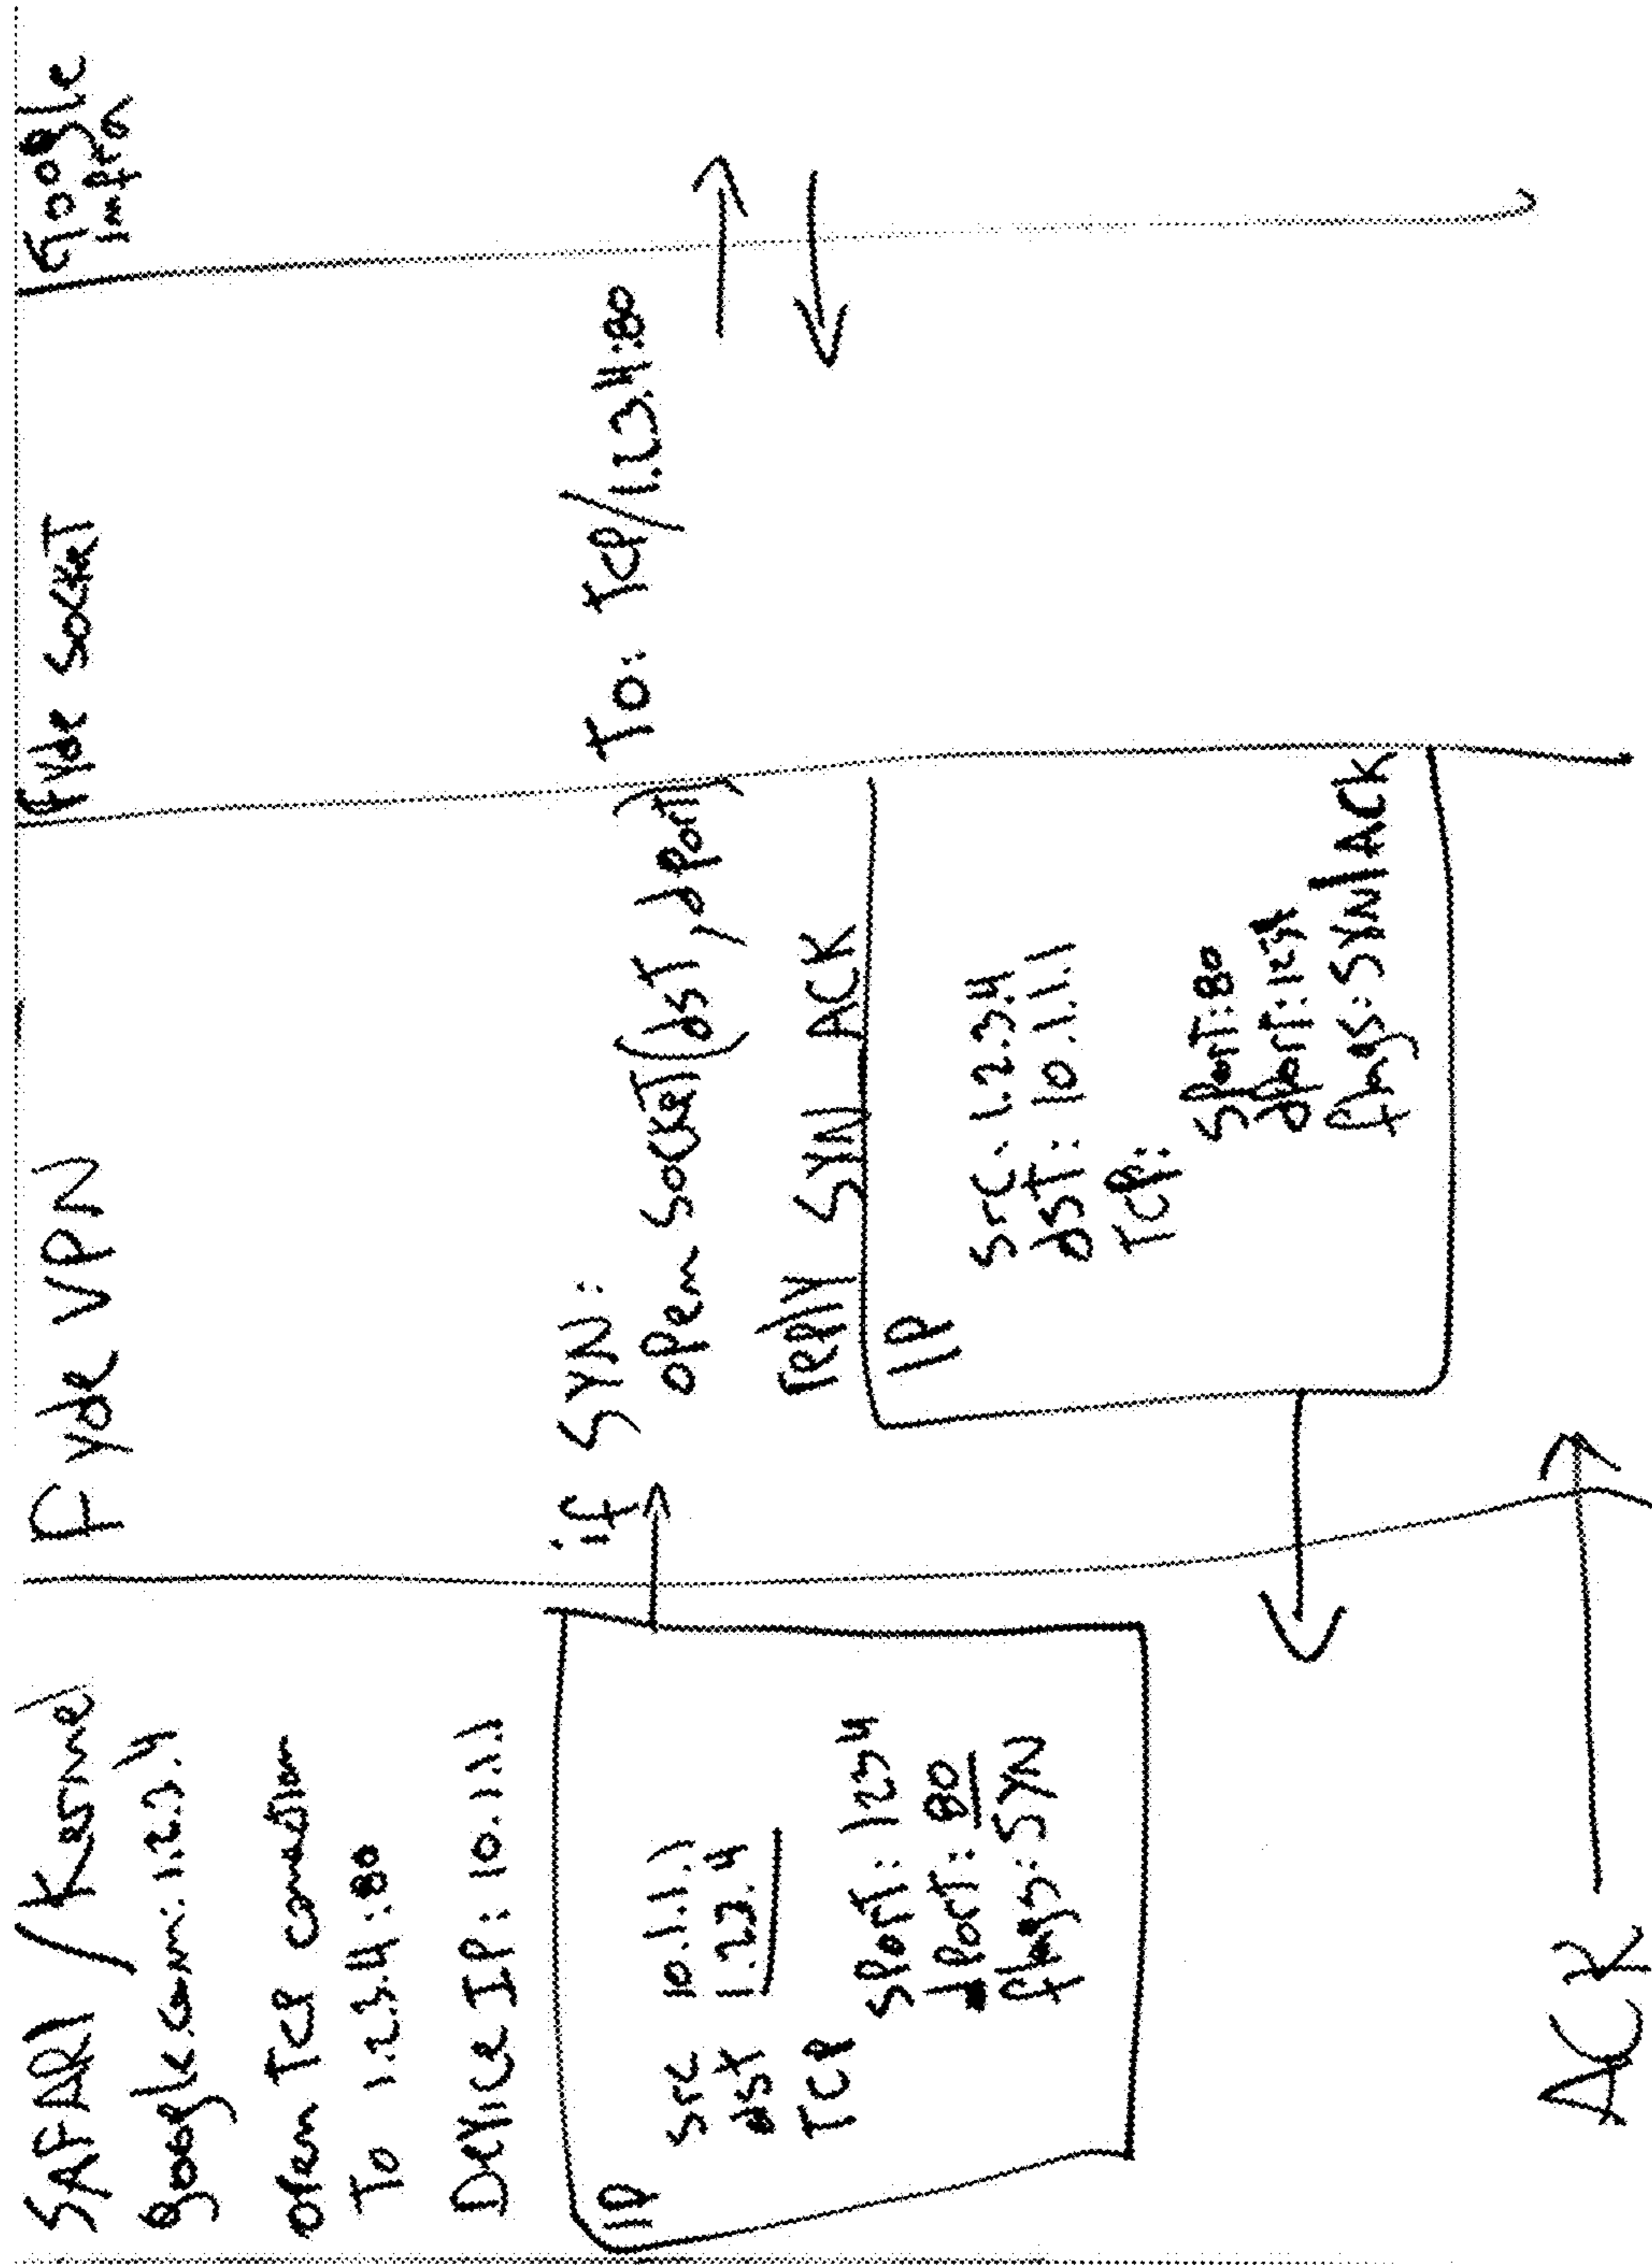 SAFARI / Kernel
google.com: 1.2.3.4
open TCP connection
To 1.2.3.4:80
Device IP: 10.1.1.1
IP
src 10.1.1.1
dst 1.2.3.4
TCP
sport: 1234
dport: 80
flags: SYN
ACK
Fyde VPN
if SYN:
open socket(dst, dport)
reply SYN ACK
IP
src: 1.2.3.4
dst: 10.1.1.1
TCP:
sport: 80
dport: 1234
flags: SYN|ACK
Fyde socket
To: TCP/1.2.3.4:80
google
infra